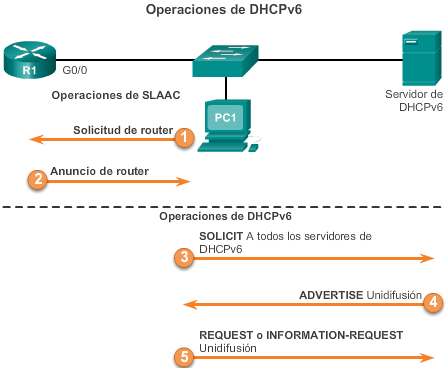 Operaciones de DHCPv6
R1
G0/0
Operaciones de SLAAC
PC1
Servidor de
DHCPv6
Solicitud de router
1
2
Anuncio de router
Operaciones de DHCPv6
SOLICIT A todos los servidores de
DHCPv6
3
ADVERTISE Unidifusión
4
REQUEST o INFORMATION-REQUEST
Unidifusión
5